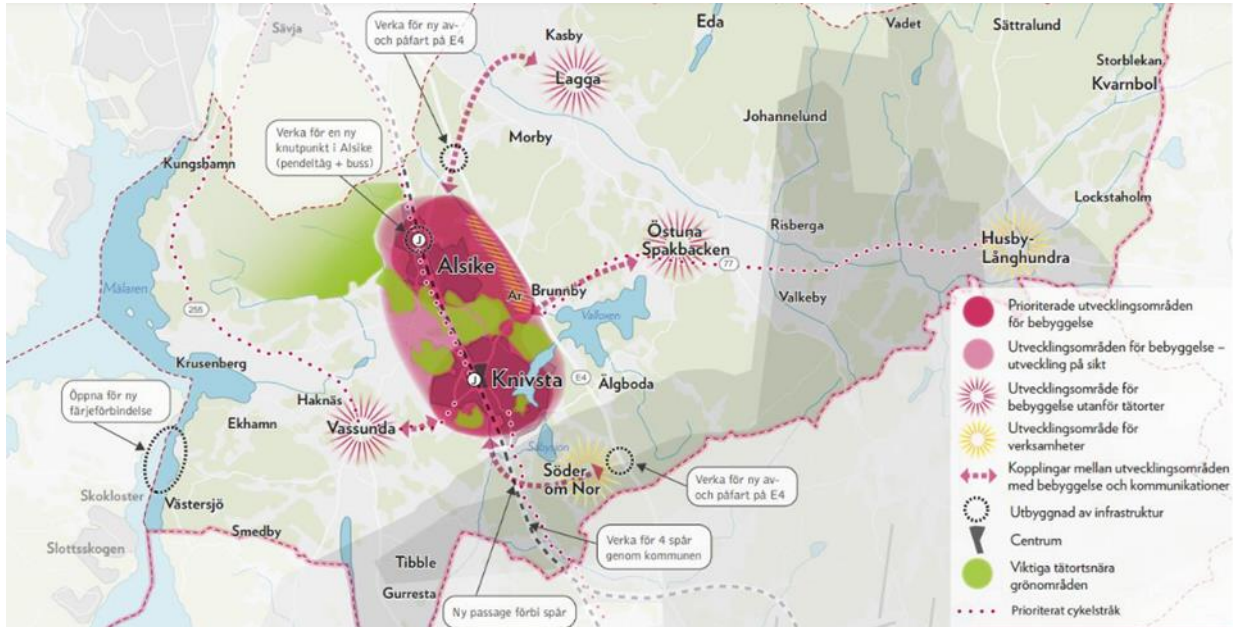 Sävja
Verka för ny av-
och påfart på E4
Kasby
Lagga
Eda
Vadet
Sättralund
Storblekan
Kvarnbol
Johannelund
Morby
Verka för en ny
knutpunkt i Alsike
(pendeltåg + buss)
Kungshamn
Lockstaholm
Östuna
Spakbacken
Risberga
Husby-
Långhundra
77
J
Alsike
Ar
Brunnby
Valloxen
Valkeby
Mälaren
255
Krusenberg
J
Knivsta
E4
Älgboda
Öppna för ny
färjeförbindelse
Haknäs
Ekhamn
Vassunda
Säbysjön
Söder
om Nor
Verka för ny av-
och påfart på E4
Skokloster
Västersjö
Slottsskogen
Smedby
Tibble
Gurresta
Verka för 4 spår
genom kommunen
Ny passage förbi spår
Prioriterade utvecklingsområden
för bebyggelse
Utvecklingsområden för bebyggelse –
utveckling på sikt
Utvecklingsområde för
bebyggelse utanför tätorter
Utvecklingsområde för
verksamheter
Kopplingar mellan utvecklingsområden
med bebyggelse och kommunikationer
Utbyggnad av infrastruktur
Centrum
Viktiga tätortsnära
grönområden
Prioriterat cykelstråk